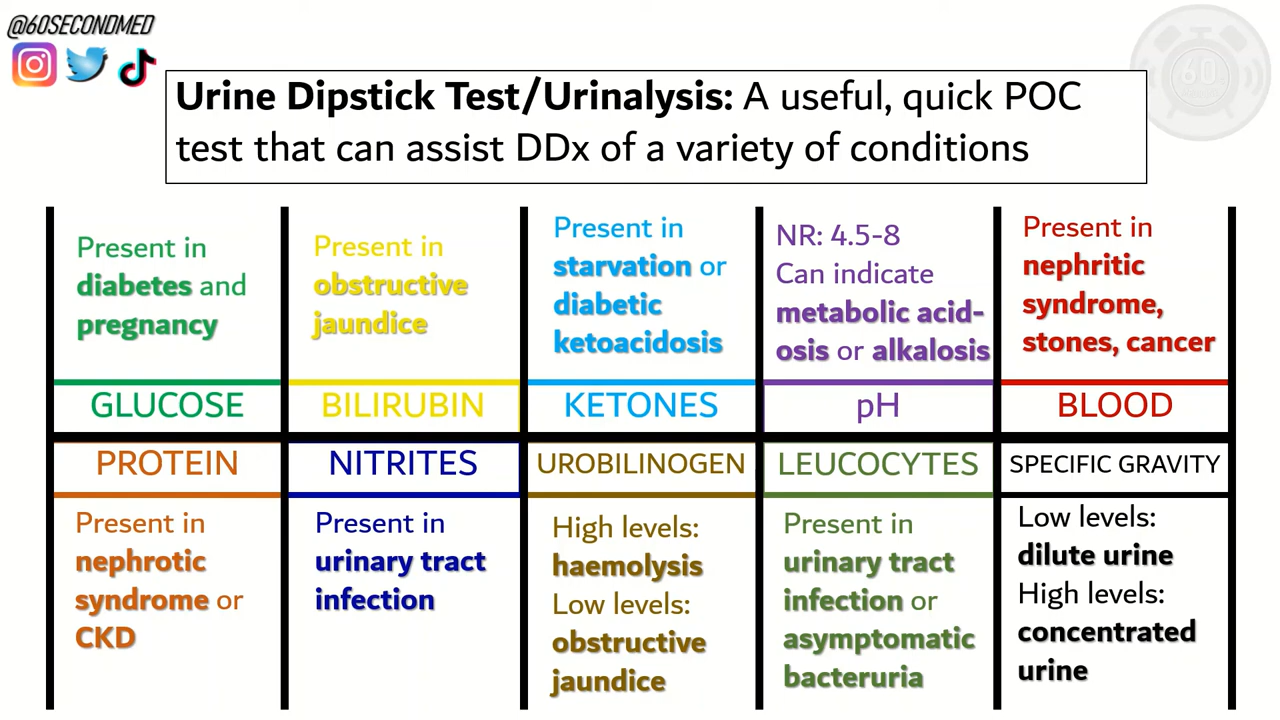 @60SECONDMED
60
Urine Dipstick Test/Urinalysis: A useful, quick POC
test that can assist DDx of a variety of conditions
Present in
diabetes and
pregnancy
GLUCOSE
Present in
obstructive
jaundice
BILIRUBIN
Present in
starvation or
diabetic
ketoacidosis
KETONES
NR: 4.5-8
Can indicate
metabolic acid-
osis or alkalosis
pH
Present in
nephritic
syndrome,
stones, cancer
BLOOD
PROTEIN
Present in
nephrotic
syndrome or
CKD
NITRITES
Present in
urinary tract
infection
UROBILINOGEN
High levels:
haemolysis
Low levels:
obstructive
jaundice
LEUCOCYTES
Present in
urinary tract
infection or
asymptomatic
bacteruria
SPECIFIC GRAVITY
Low levels:
dilute urine
High levels:
concentrated
urine